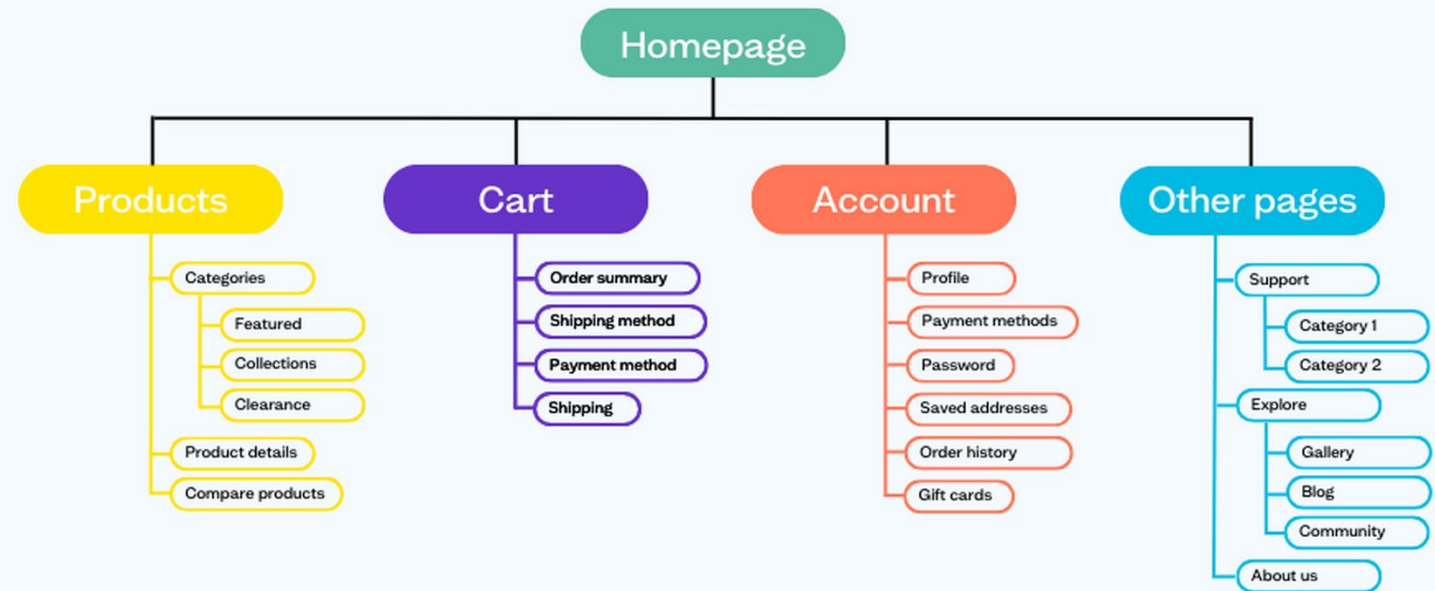 Homepage
Products
Categories
Featured
Collections
Clearance
Product details
Compare products
Cart
Order summary
Shipping method
Payment method
Shipping
Account
Profile
Payment methods
Password
Saved addresses
Order history
Gift cards
Other pages
Support
Category 1
Category 2
Explore
Gallery
Blog
Community
About us